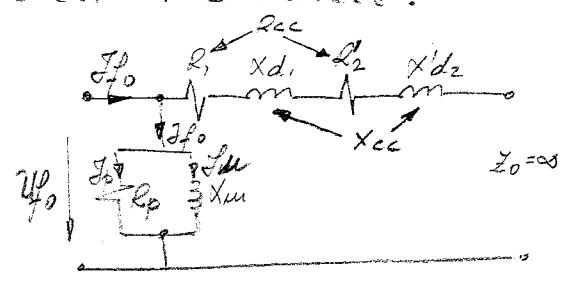 Rcc
If0 R1 Xd1 R'2 X'd2
If0 Xcc
Uf0 Ip Rp Iμ Xμ Z0=∞